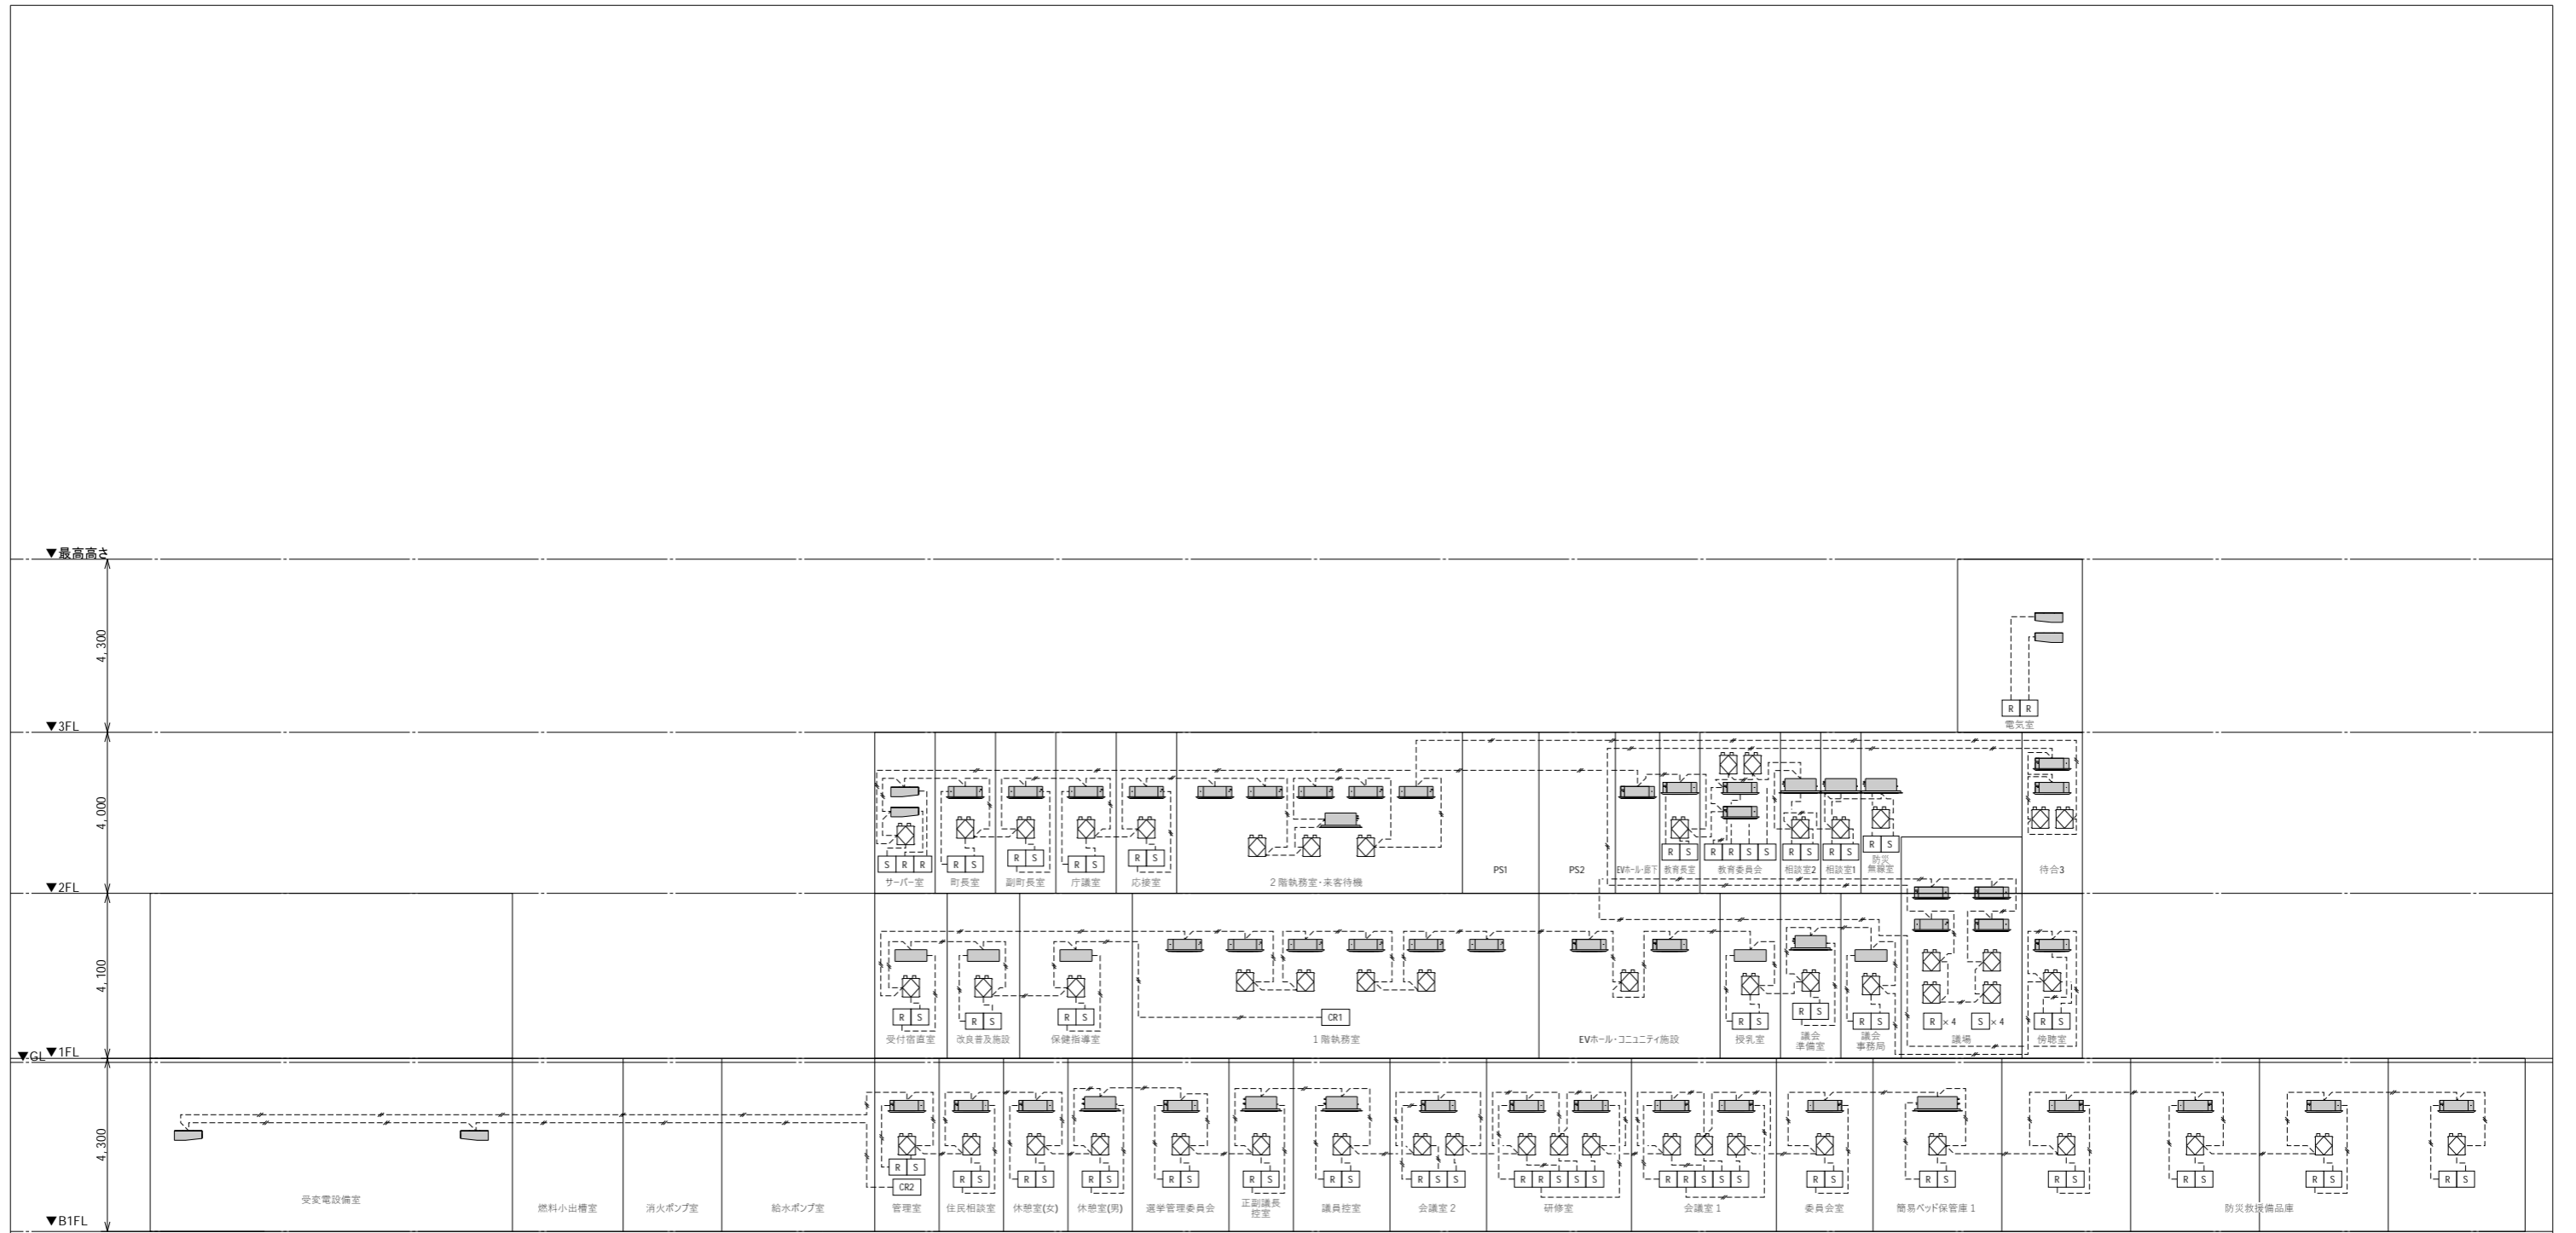 ▼最高高さ
4,300
R R
電気室
▼3FL
4,000
S R R
R S
R S
R S
R S
R S
R R S S
R S
R S
R S
サーバー室
町長室
副町長室
庁議室
応接室
2階執務室・来客待機
PS1
PS2
EVホール・廊下
教育長室
教育委員会
相談室2
相談室1
防災
無線室
待合3
▼2FL
4,100
R S
R S
R S
CR1
R S
R S
R S
R ×4
S ×4
R S
受付宿直室
改良普及施設
保健指導室
1階執務室
EVホール・コニュニティ施設
授乳室
議会
準備室
議会
事務局
議場
傍聴室
▼GL
▼1FL
4,300
R S
CR2
R S
R S
R S
R S
R S
R S
R S S
R R S S S
R R S S S
R S
R S
R S
R S
R S
R S
受変電設備室
燃料小出槽室
消火ポンプ室
給水ポンプ室
管理室
住民相談室
休憩室(女)
休憩室(男)
選挙管理委員会
正副議長
控室
議員控室
会議室2
研修室
会議室1
委員会室
簡易ベッド保管庫1
防災救援備品庫
▼B1FL